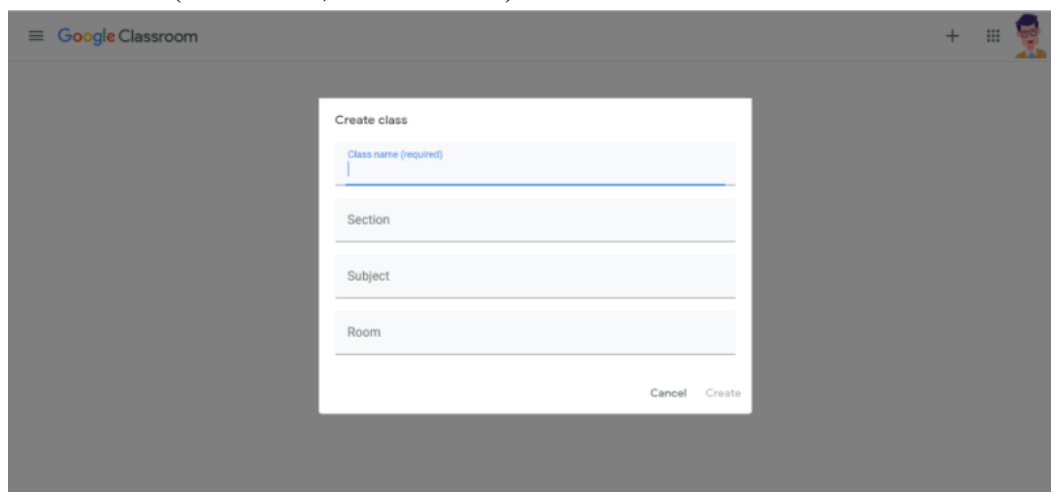 Google Classroom
Create class
Class name (required)
Section
Subject
Room
Cancel Create